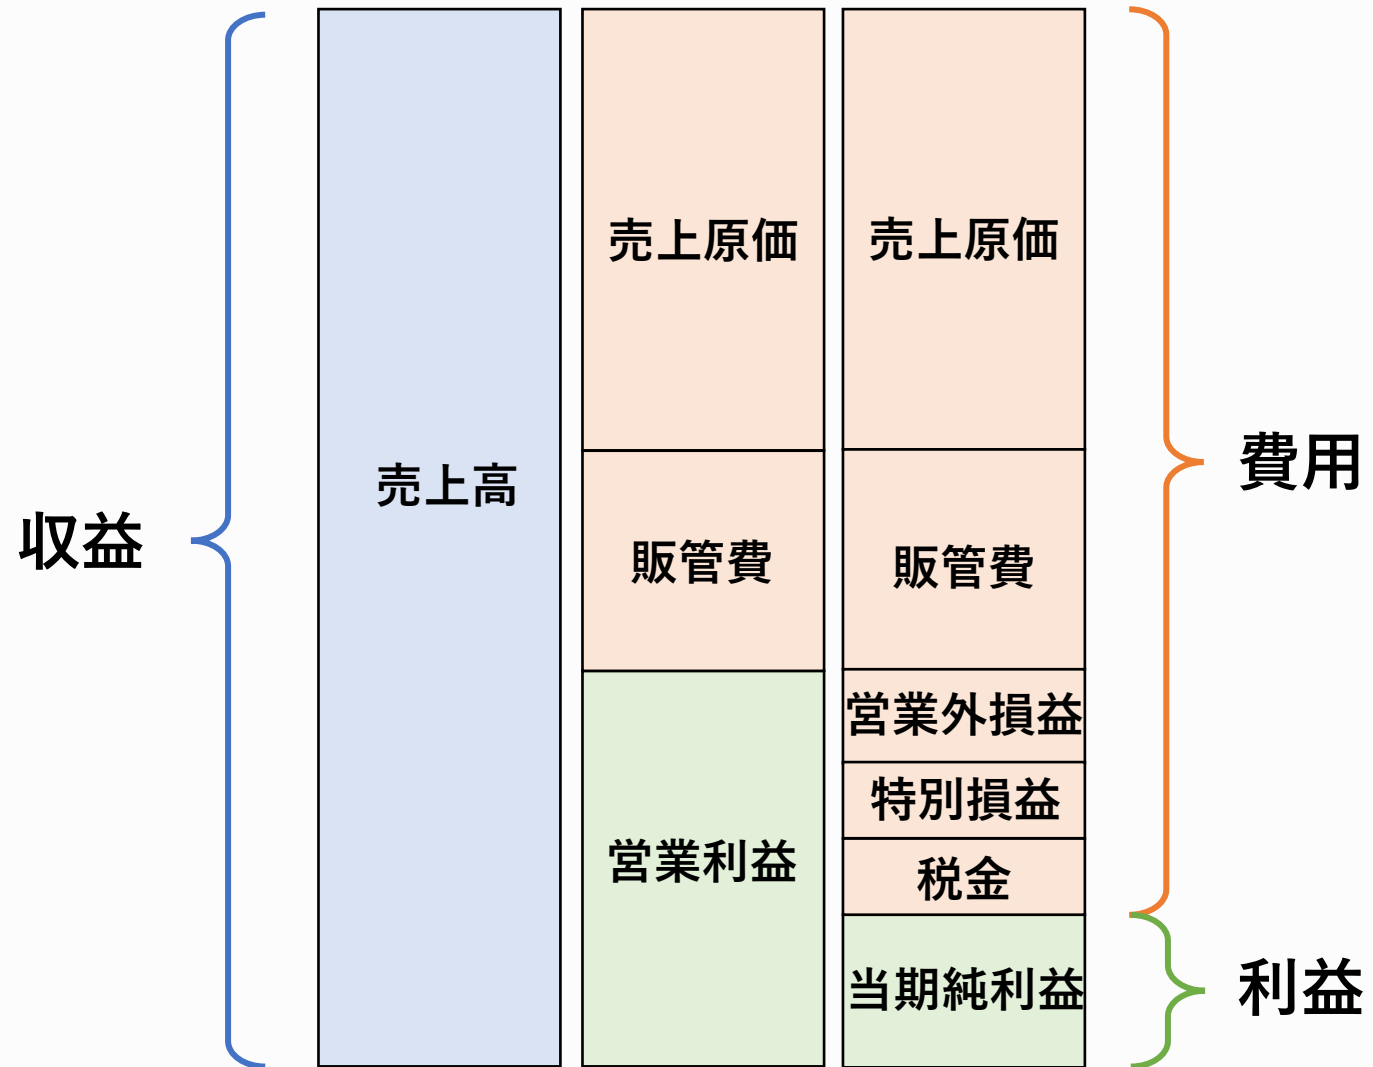 収益
売上高
売上原価
販管費
営業利益
売上原価
販管費
営業外損益
特別損益
税金
当期純利益
費用
利益